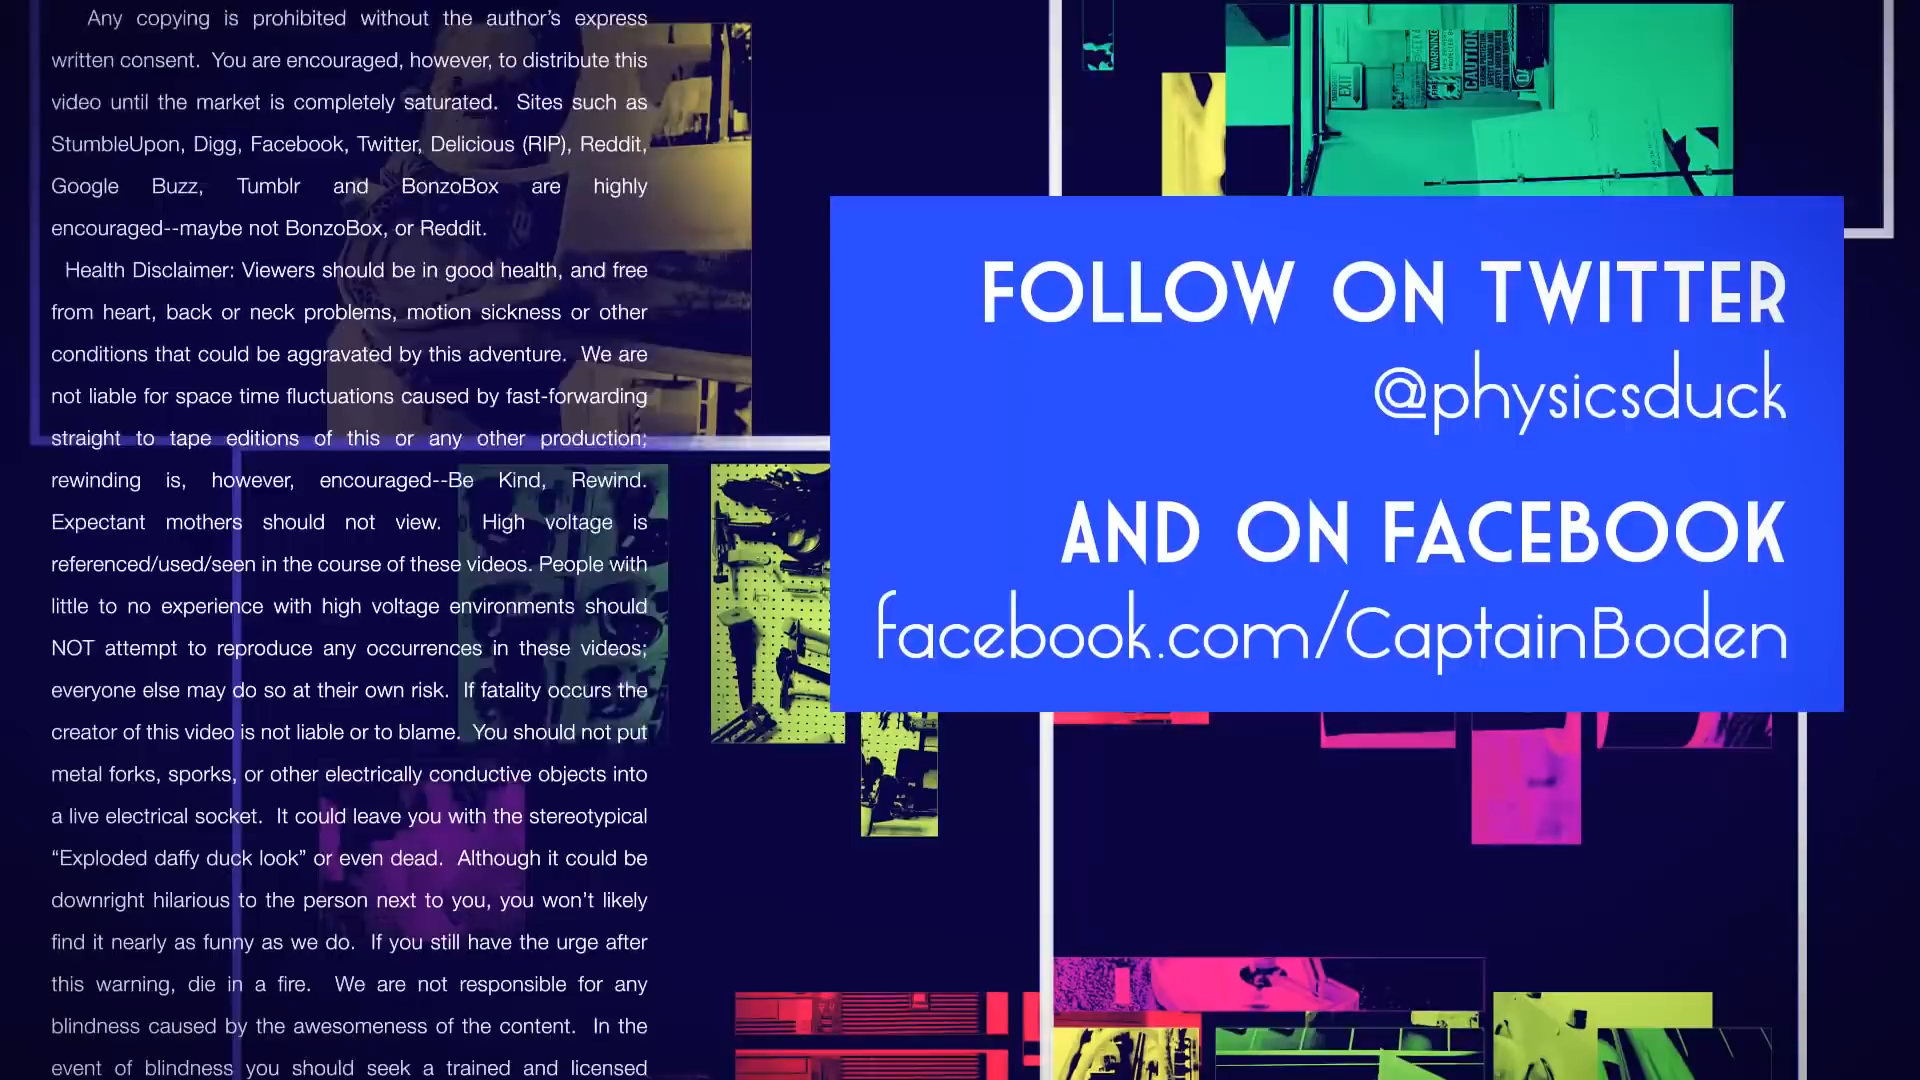 Any copying is prohibited without the author's express
written consent. You are encouraged, however, to distribute this
video until the market is completely saturated. Sites such as
StumbleUpon, Digg, Facebook, Twitter, Delicious (RIP), Reddit,
Google Buzz, Tumblr and BonzoBox are highly
encouraged--maybe not BonzoBox, or Reddit.
Health Disclaimer: Viewers should be in good health, and free
from heart, back or neck problems, motion sickness or other
conditions that could be aggravated by this adventure. We are
not liable for space time fluctuations caused by fast-forwarding
straight to tape editions of this or any other production;
rewinding is, however, encouraged--Be Kind, Rewind.
Expectant mothers should not view. High voltage is
referenced/used/seen in the course of these videos. People with
little to no experience with high voltage environments should
NOT attempt to reproduce any occurrences in these videos;
everyone else may do so at their own risk. If fatality occurs the
creator of this video is not liable or to blame. You should not put
metal forks, sporks, or other electrically conductive objects into
a live electrical socket. It could leave you with the stereotypical
“Exploded daffy duck look” or even dead. Although it could be
downright hilarious to the person next to you, you won't likely
find it nearly as funny as we do. If you still have the urge after
this warning, die in a fire. We are not responsible for any
blindness caused by the awesomeness of the content. In the
event of blindness you should seek a trained and licensed
FOLLOW ON TWITTER
@physicsduck
AND ON FACEBOOK
facebook.com/CaptainBoden
EXIT
WARNING
CAUTION